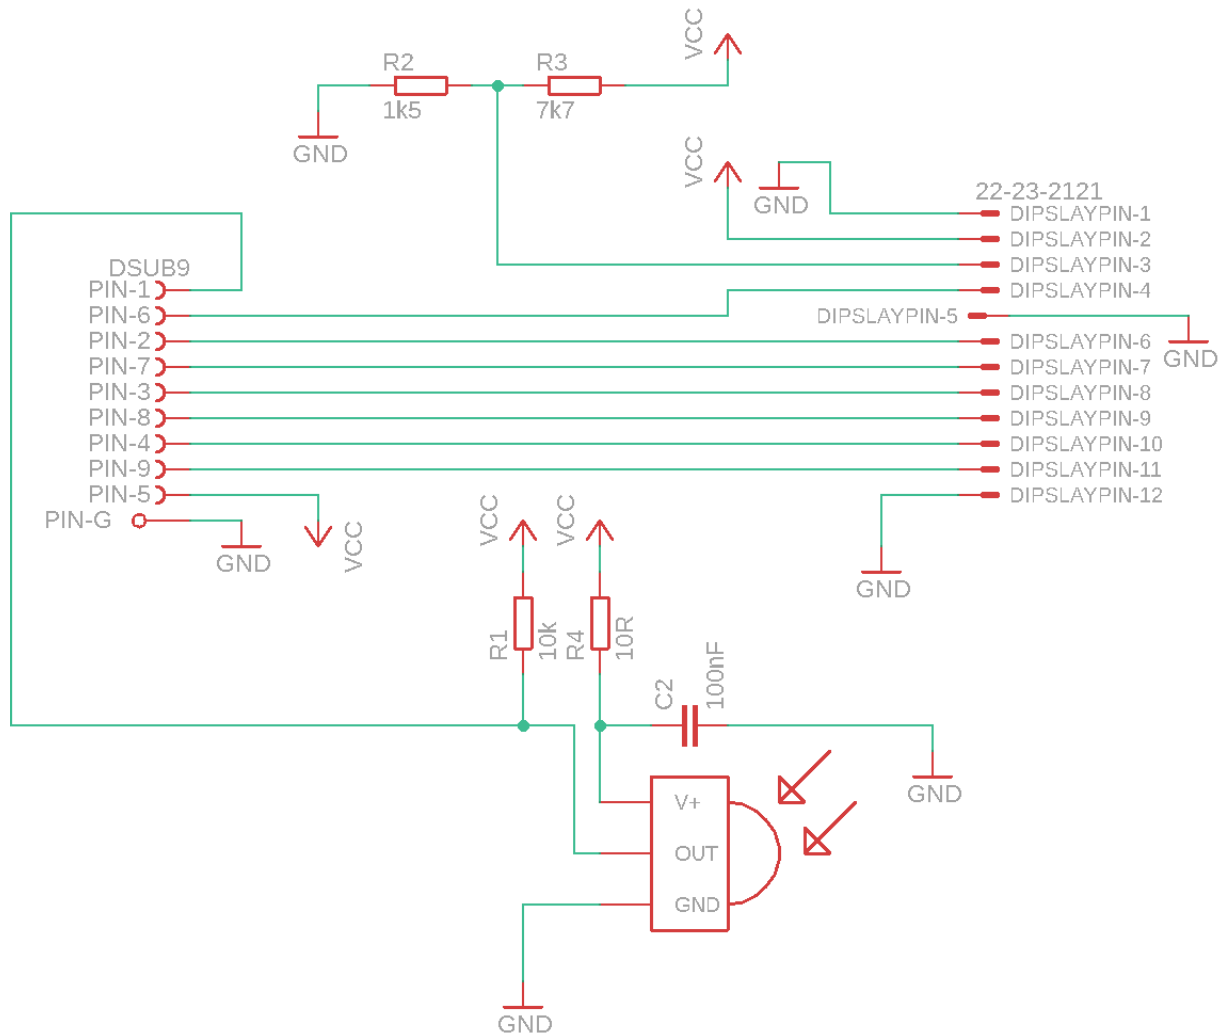 VCC
R2
R3
1k5
7k7
GND
VCC
GND
22-23-2121
DIPSLAYPIN-1
DIPSLAYPIN-2
DIPSLAYPIN-3
DIPSLAYPIN-4
DIPSLAYPIN-5
GND
DIPSLAYPIN-6
DIPSLAYPIN-7
DIPSLAYPIN-8
DIPSLAYPIN-9
DIPSLAYPIN-10
DIPSLAYPIN-11
DIPSLAYPIN-12
GND
DSUB9
PIN-1
PIN-6
PIN-2
PIN-7
PIN-3
PIN-8
PIN-4
PIN-9
PIN-5
PIN-G
GND
VCC
VCC
VCC
R1
10k
R4
10R
C2
100nF
GND
V+
OUT
GND
GND